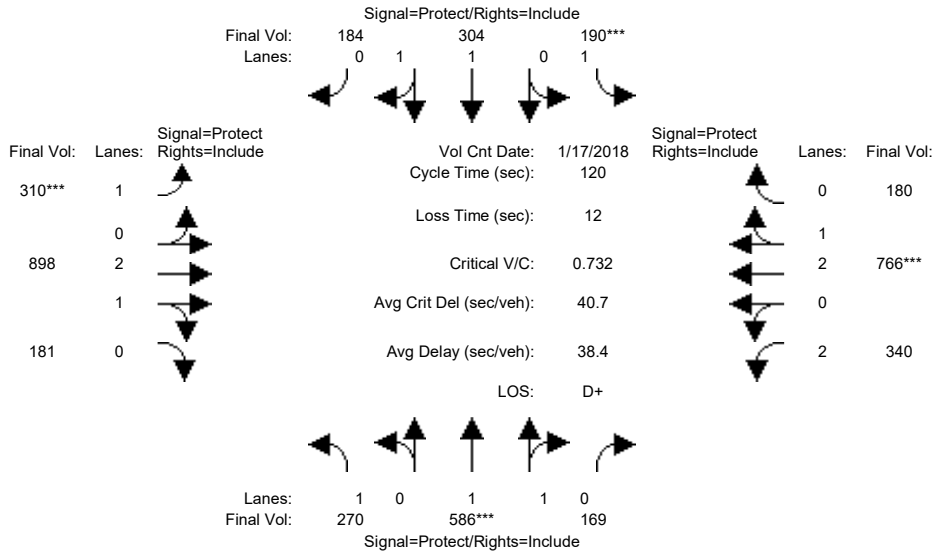 Signal=Protect/Rights=Include
Final Vol: 184 304 190***
Lanes: 0 1 1 0 1
Signal=Protect
Final Vol: Lanes: Rights=Include
Vol Cnt Date: 1/17/2018
Signal=Protect
Rights=Include Lanes: Final Vol:
Cycle Time (sec): 120
310*** 1
0 180
Loss Time (sec): 12
0
1
898 2
Critical V/C: 0.732
2 766***
1
Avg Crit Del (sec/veh): 40.7
0
181 0
Avg Delay (sec/veh): 38.4
2 340
LOS: D+
Lanes: 1 0 1 1 0
Final Vol: 270 586*** 169
Signal=Protect/Rights=Include